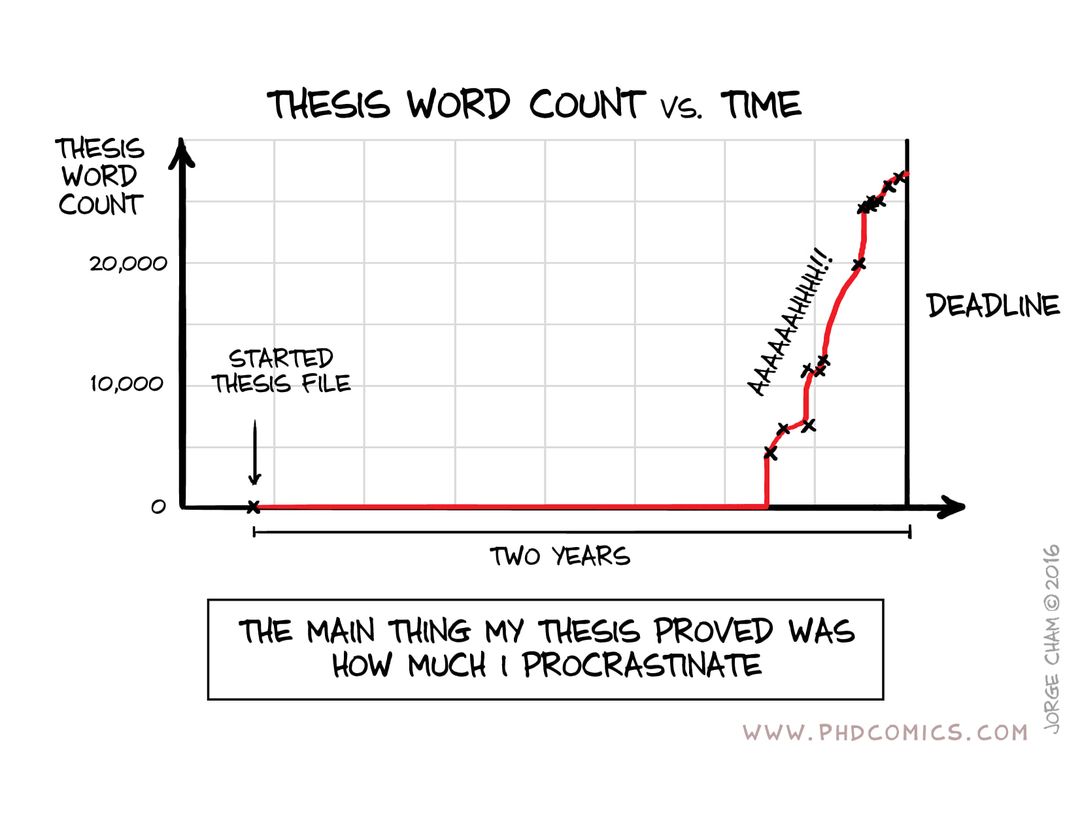 THESIS WORD COUNT VS. TIME
THESIS
WORD
COUNT
20,000
10,000
0
STARTED
THESIS FILE
AAAAAAHHHH!!
DEADLINE
TWO YEARS
THE MAIN THING MY THESIS PROVED WAS
HOW MUCH I PROCRASTINATE
WWW.PHDCOMICS.COM
JORGE CHAM © 2016